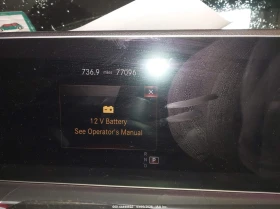 736.9 miles 77096
12 V Battery
See Operator's Manual
P